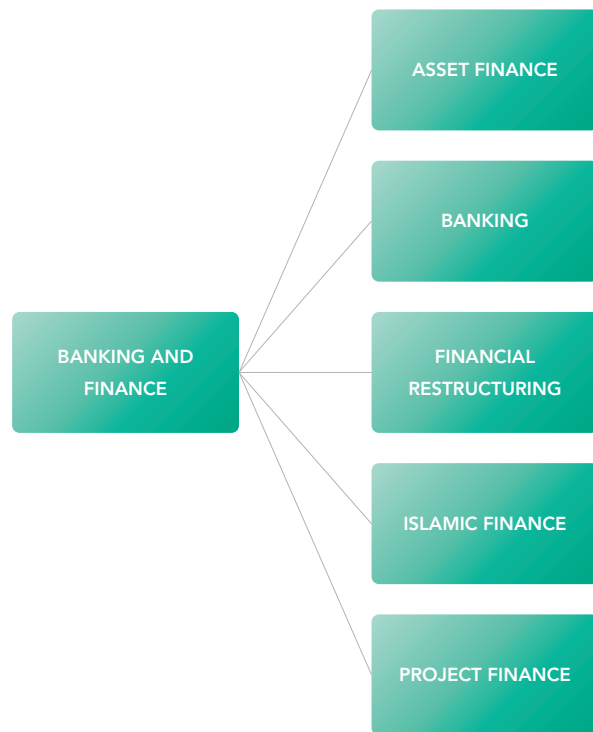 ASSET FINANCE
BANKING
BANKING AND
FINANCE
FINANCIAL
RESTRUCTURING
ISLAMIC FINANCE
PROJECT FINANCE